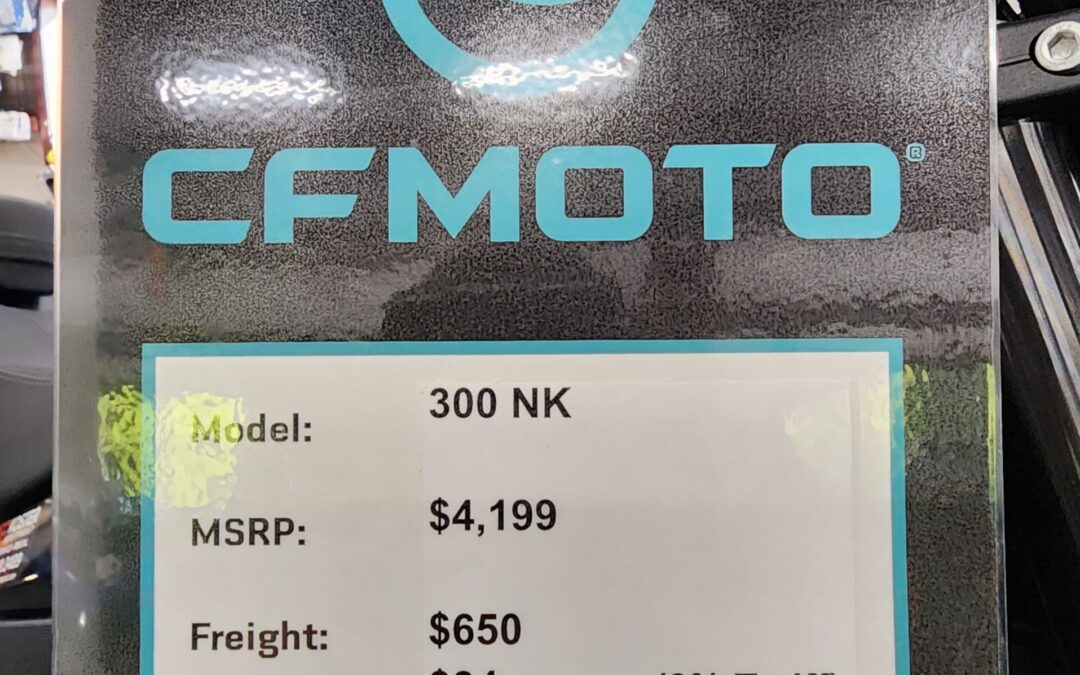 CFMOTO®
Model: 300 NK
MSRP: $4,199
Freight: $650